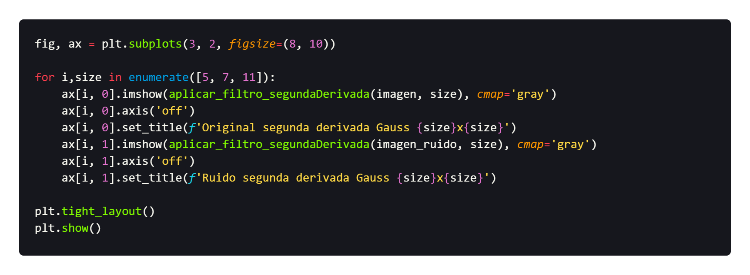 fig, ax = plt.subplots(3, 2, figsize=(8, 10))

for i,size in enumerate([5, 7, 11]):
    ax[i, 0].imshow(aplicar_filtro_segundaDerivada(imagen, size), cmap='gray')
    ax[i, 0].axis('off')
    ax[i, 0].set_title(f'Original segunda derivada Gauss {size}x{size}')
    ax[i, 1].imshow(aplicar_filtro_segundaDerivada(imagen_ruido, size), cmap='gray')
    ax[i, 1].axis('off')
    ax[i, 1].set_title(f'Ruido segunda derivada Gauss {size}x{size}')

plt.tight_layout()
plt.show()